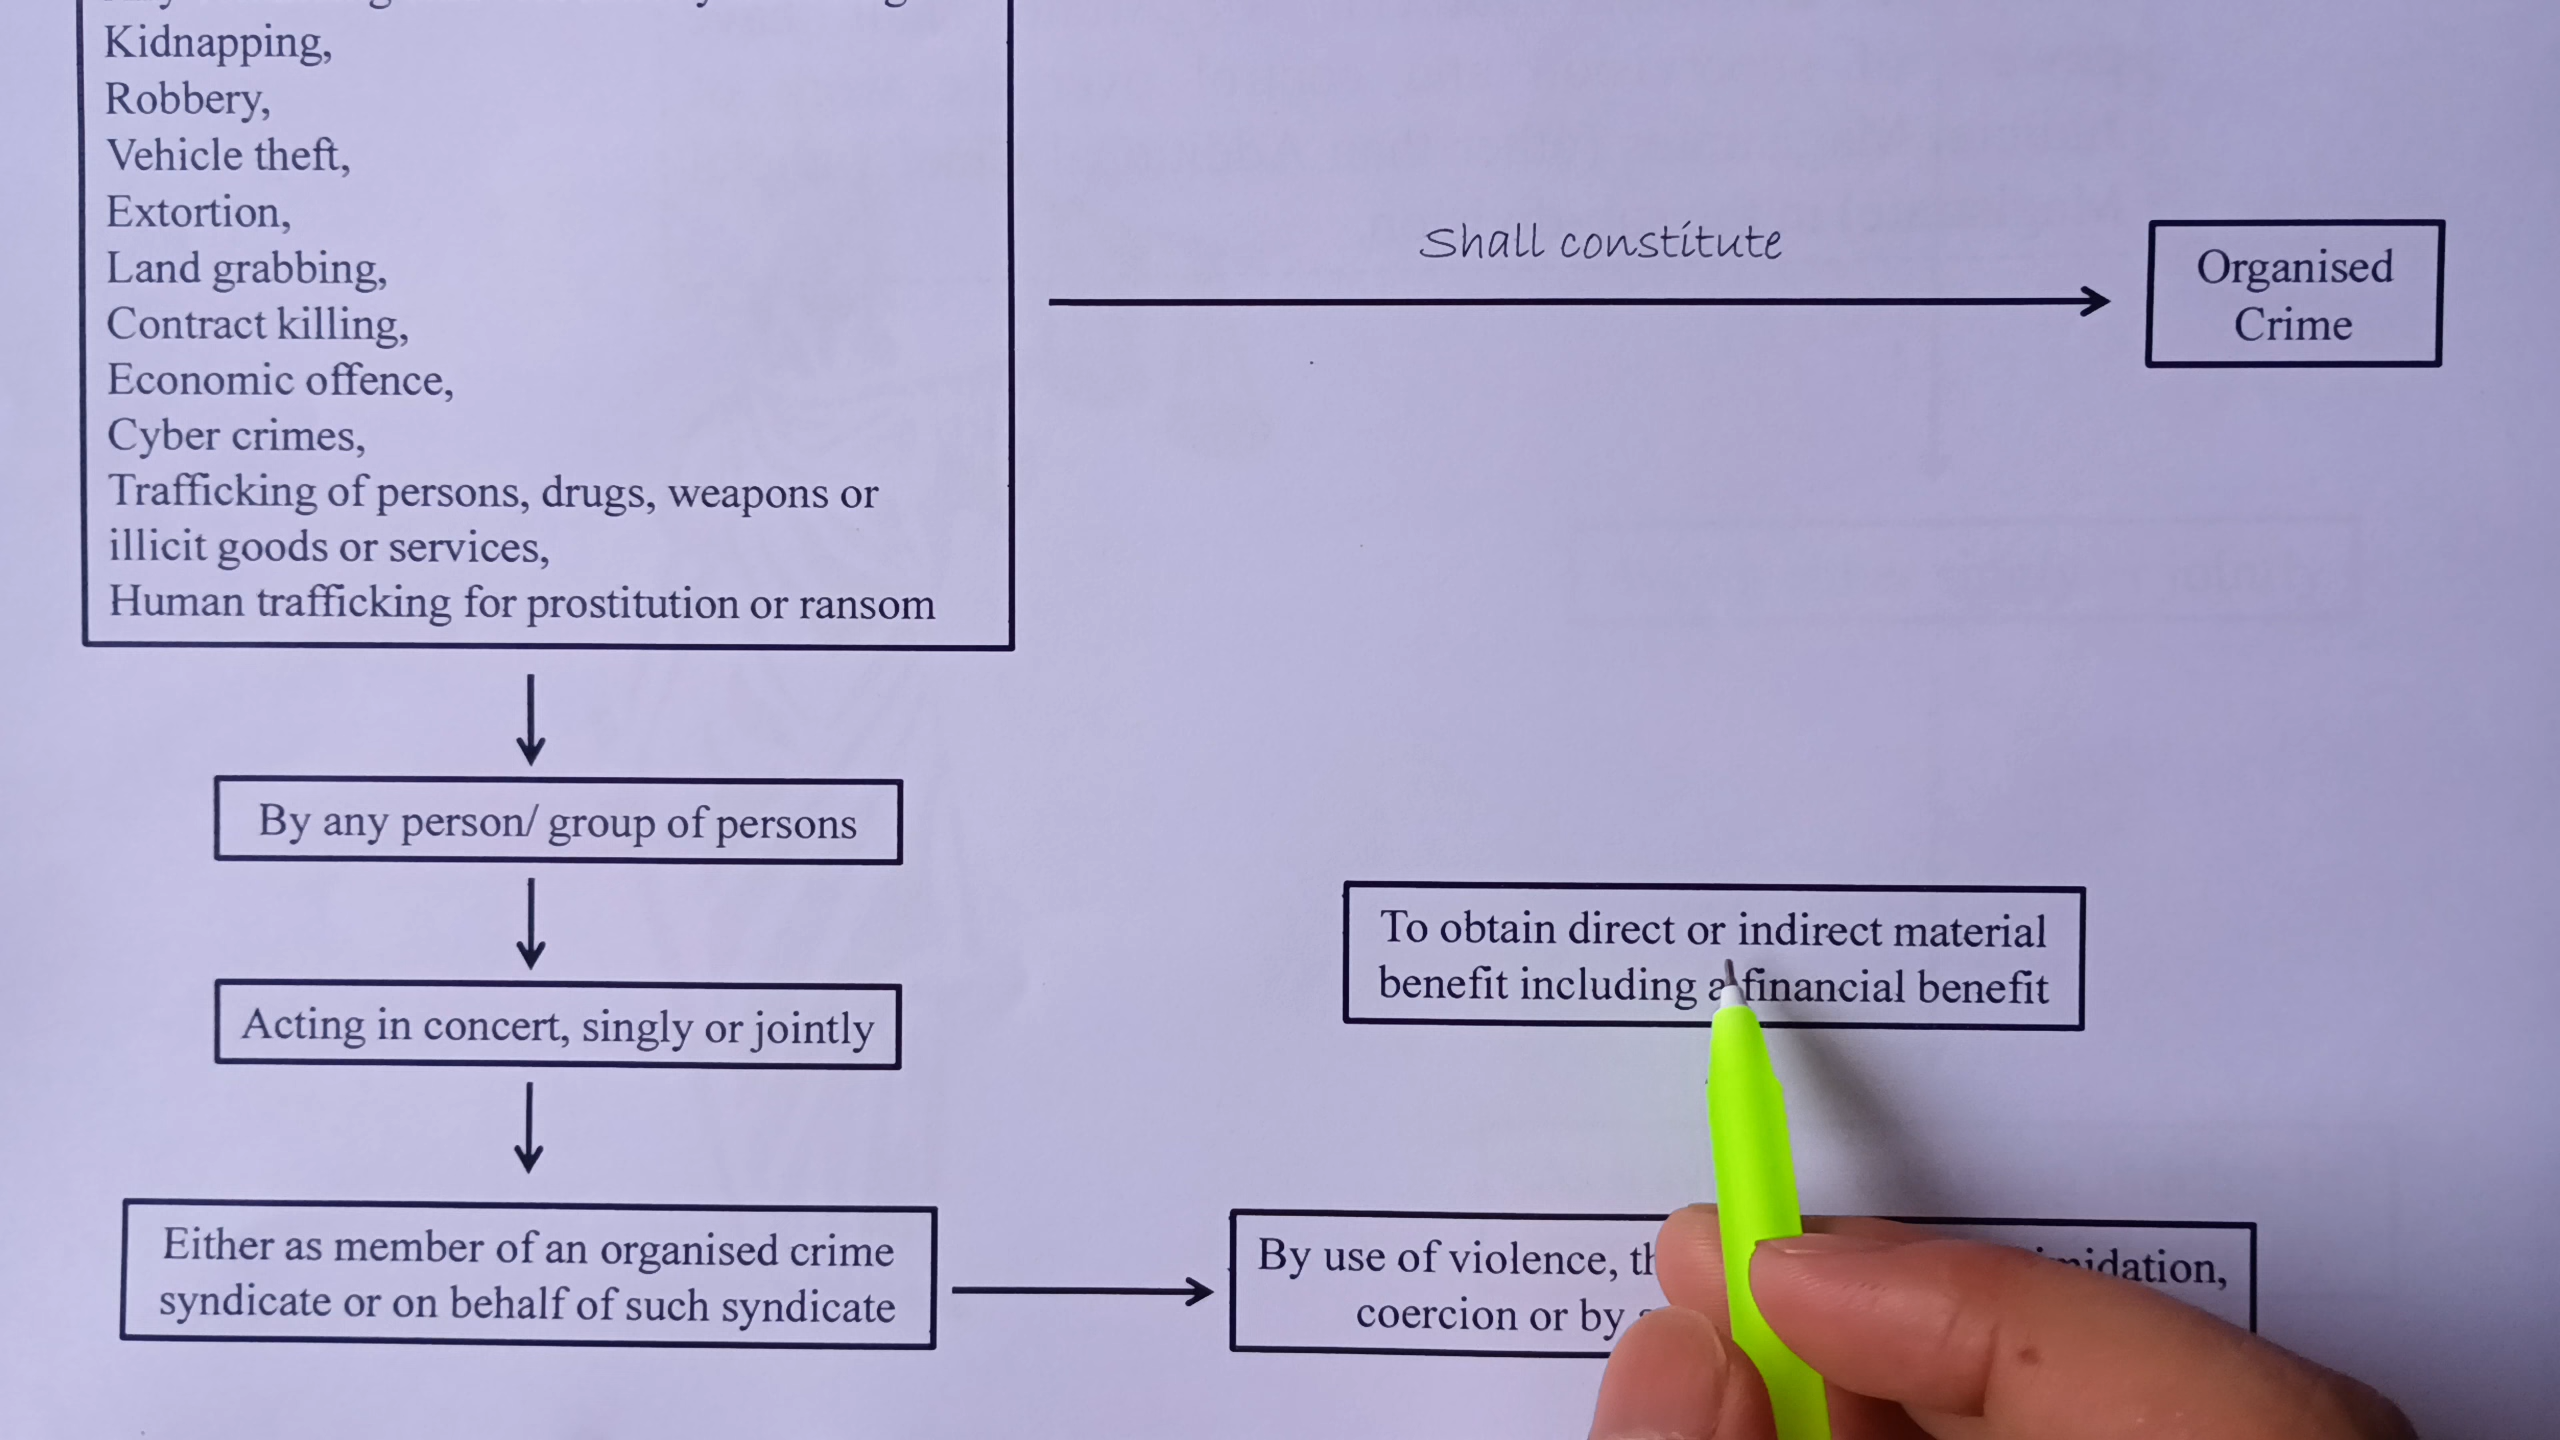 Kidnapping,
Robbery,
Vehicle theft,
Extortion,
Land grabbing,
Contract killing,
Economic offence,
Cyber crimes,
Trafficking of persons, drugs, weapons or
illicit goods or services,
Human trafficking for prostitution or ransom
Shall constitute
Organised
Crime
By any person/ group of persons
Acting in concert, singly or jointly
Either as member of an organised crime
syndicate or on behalf of such syndicate
To obtain direct or indirect material
benefit including a financial benefit
By use of violence,
coercion or by